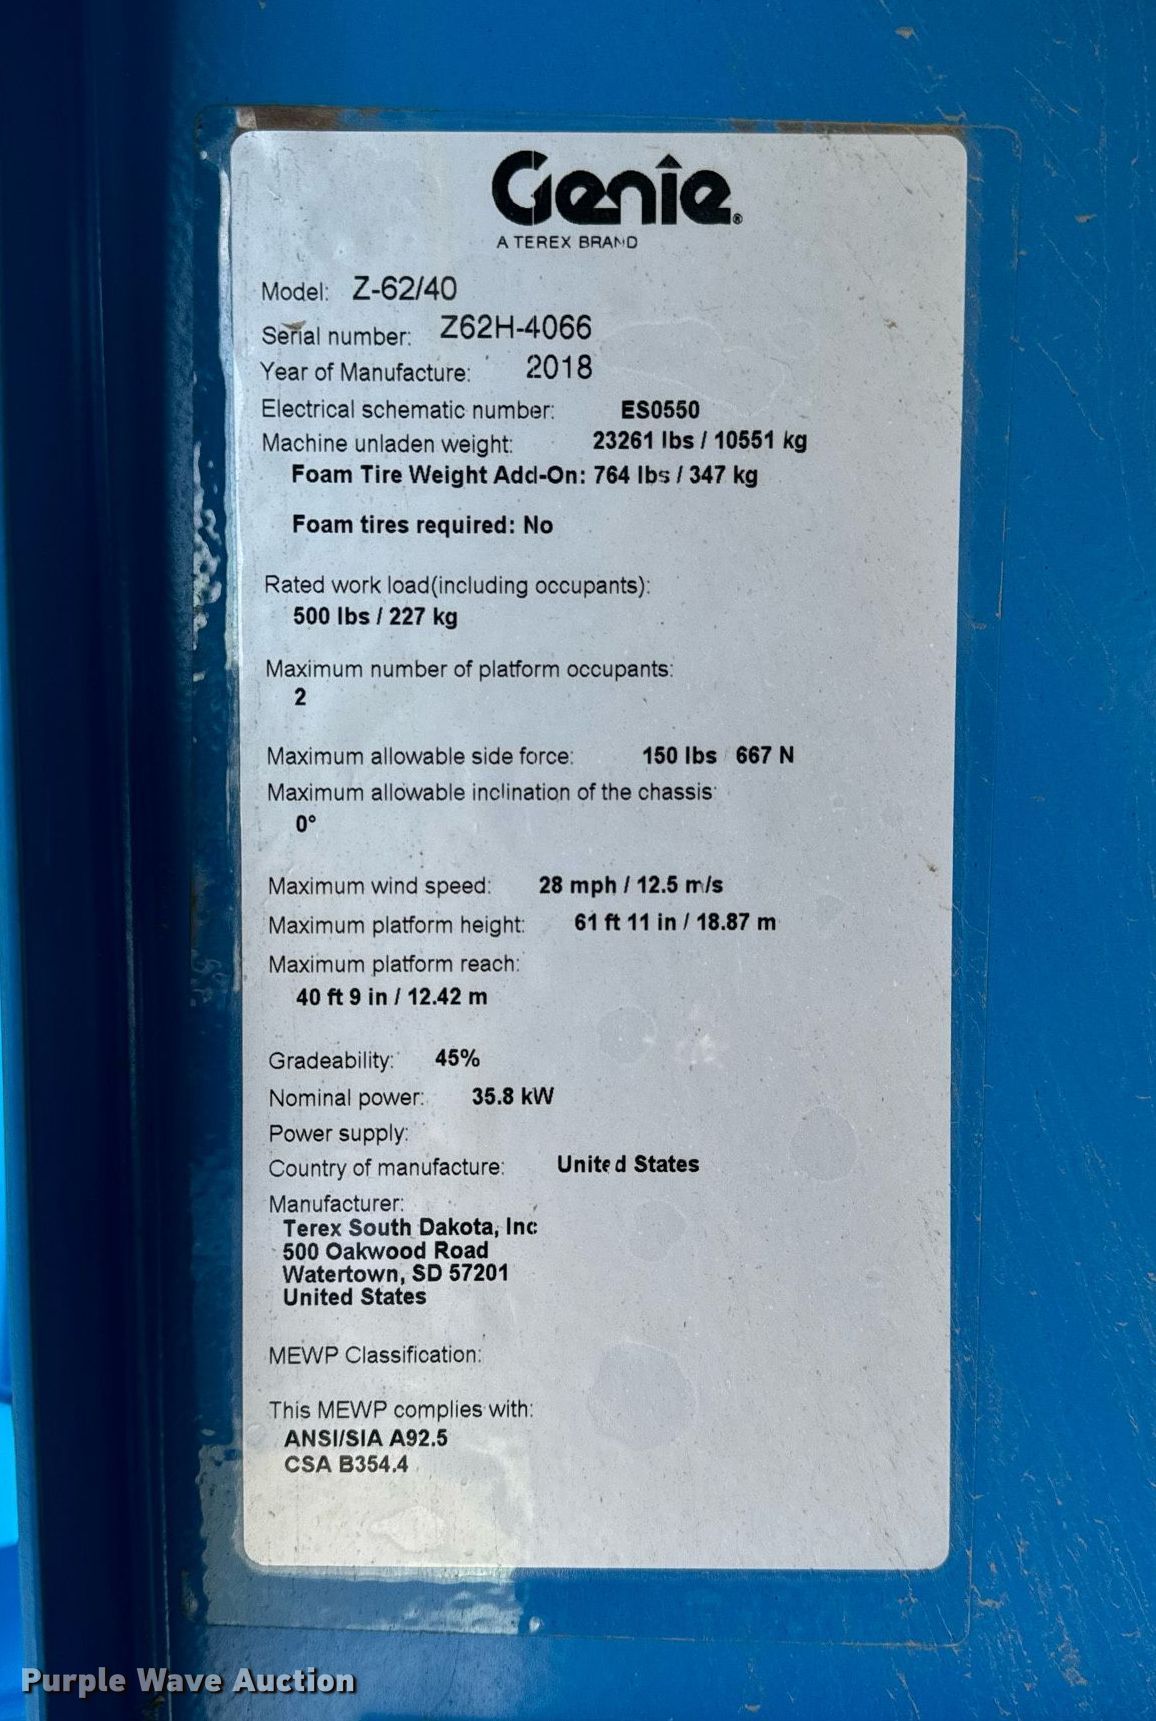 Genie®
A TEREX BRAND
Model: Z-62/40
Serial number: Z62H-4066
Year of Manufacture: 2018
Electrical schematic number: ES0550
Machine unladen weight: 23261 lbs / 10551 kg
Foam Tire Weight Add-On: 764 lbs / 347 kg
Foam tires required: No
Rated work load(including occupants):
500 lbs / 227 kg
Maximum number of platform occupants:
2
Maximum allowable side force: 150 lbs / 667 N
Maximum allowable inclination of the chassis:
0°
Maximum wind speed: 28 mph / 12.5 m/s
Maximum platform height: 61 ft 11 in / 18.87 m
Maximum platform reach:
40 ft 9 in / 12.42 m
Gradeability: 45%
Nominal power: 35.8 kW
Power supply:
Country of manufacture: United States
Manufacturer:
Terex South Dakota, Inc
500 Oakwood Road
Watertown, SD 57201
United States
MEWP Classification:
This MEWP complies with:
ANSI/SIA A92.5
CSA B354.4
Purple Wave Auction